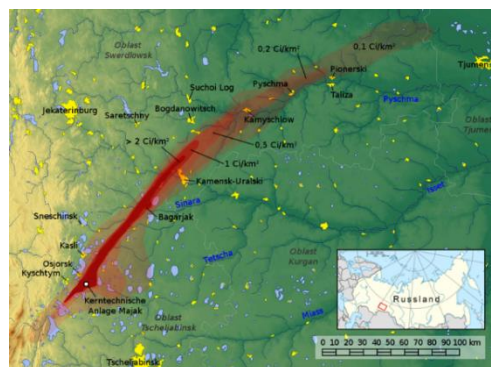 Oblast
Swerdlowsk
0,2 Ci/km²
0,1 Ci/km²
Pionerski
Tjumen
Suchoi Log
Pyschma
Taliza
Pyschma
Jekaterinburg
Bogdanowitsch
Saretschny
Kamyschlow
Oblast
Tjumen
> 2 Ci/km²
0,5 Ci/km²
1 Ci/km²
Kamensk-Uralski
Isset
Sinara
Sneschinsk
Bagarjak
Kasli
Tetscha
Oblast
Kurgan
Osjorsk
Kyschtym
Kerntechnische
Anlage Majak
Russland
Oblast
Tscheljabinsk
Miass
0 10 20 30 40 50 60 70 80 90 100 km
Tscheljabinsk